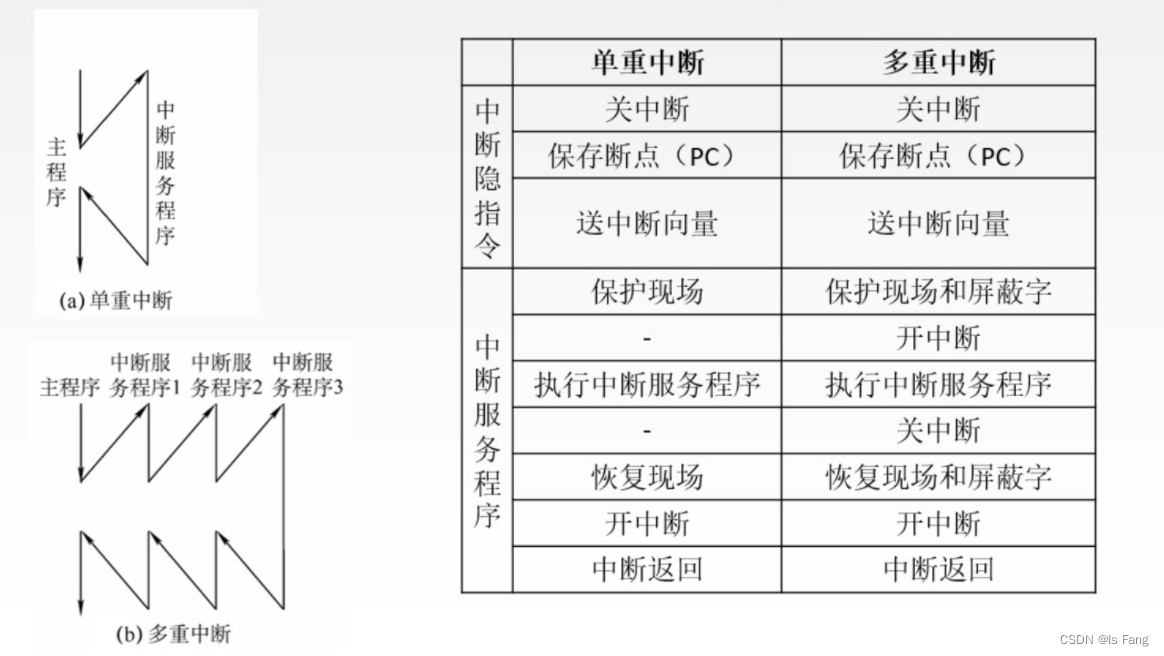 主程序
中断服务程序
(a) 单重中断
主程序
中断服
务程序1
中断服
务程序2
中断服
务程序3
(b) 多重中断
单重中断 多重中断
中断隐指令
关中断 关中断
保存断点（PC） 保存断点（PC）
送中断向量 送中断向量
中断服务程序
保护现场 保护现场和屏蔽字
- 开中断
执行中断服务程序 执行中断服务程序
- 关中断
恢复现场 恢复现场和屏蔽字
开中断 开中断
中断返回 中断返回
CSDN @ls Fang